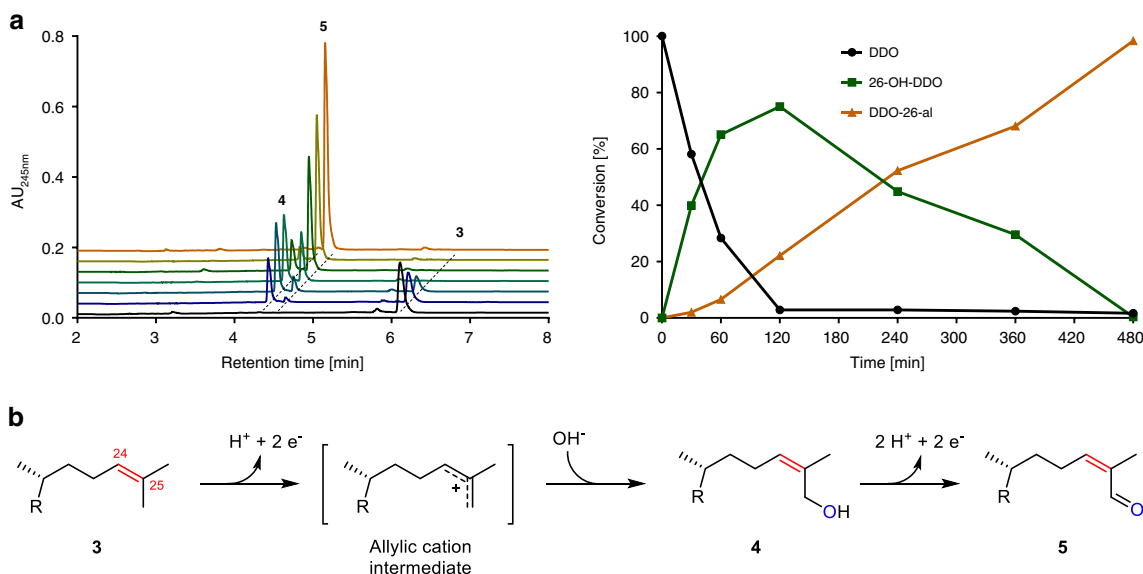 a
5
4
3
0.8
0.6
0.4
0.2
0.0
AU245nm
2 3 4 5 6 7 8
Retention time [min]
DDO
26-OH-DDO
DDO-26-al
100
80
60
40
20
0
Conversion [%]
0 60 120 180 240 300 360 420 480
Time [min]
b
H+ + 2 e-
OH-
2 H+ + 2 e-
24
25
R
+
R
R
OH
R
O
3
Allylic cation
intermediate
4
5